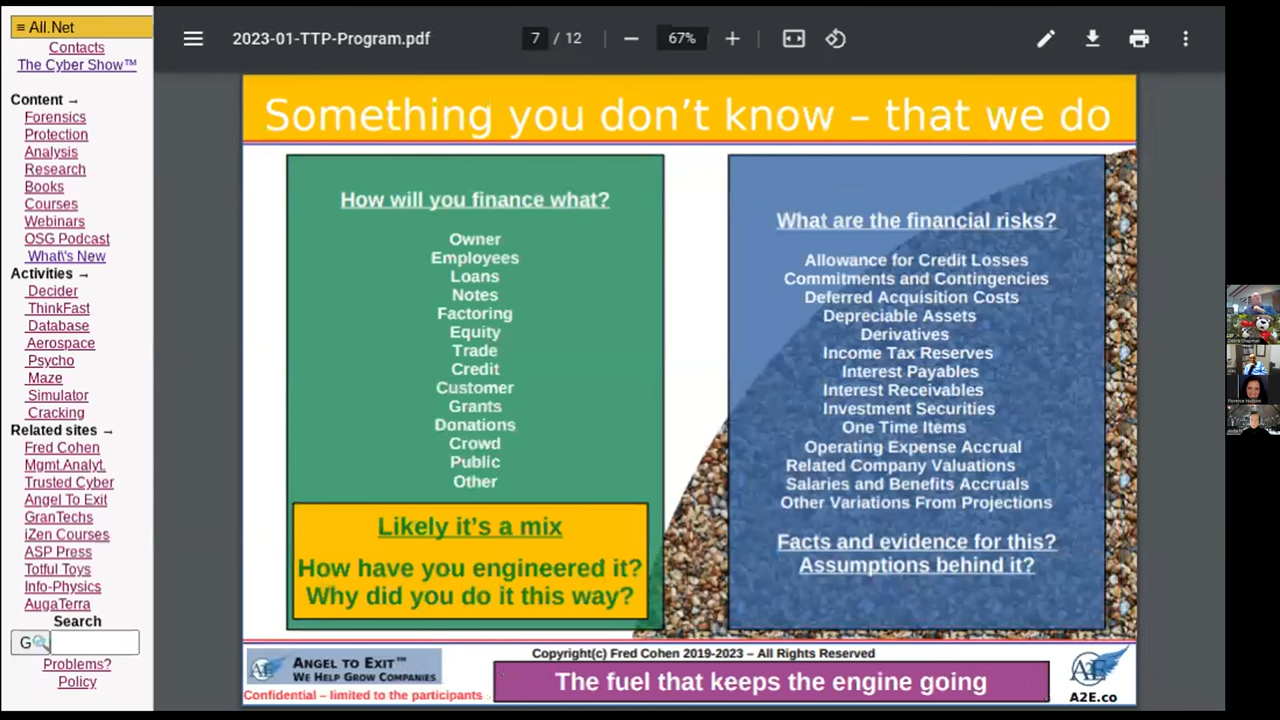 ≡ All.Net
Contacts
The Cyber Show™
Content →
Forensics
Protection
Analysis
Research
Books
Courses
Webinars
OSG Podcast
What\'s New
Activities →
Decider
ThinkFast
Database
Aerospace
Psycho
Maze
Simulator
Cracking
Related sites →
Fred Cohen
Mgmt.Analyt.
Trusted Cyber
Angel To Exit
GranTechs
iZen Courses
ASP Press
Totful Toys
Info-Physics
AugaTerra
Search
G
Problems?
Policy
2023-01-TTP-Program.pdf
7 / 12
67%
Something you don't know – that we do
How will you finance what?
Owner
Employees
Loans
Notes
Factoring
Equity
Trade
Credit
Customer
Grants
Donations
Crowd
Public
Other
Likely it's a mix
How have you engineered it?
Why did you do it this way?
What are the financial risks?
Allowance for Credit Losses
Commitments and Contingencies
Deferred Acquisition Costs
Depreciable Assets
Derivatives
Income Tax Reserves
Interest Payables
Interest Receivables
Investment Securities
One Time Items
Operating Expense Accrual
Related Company Valuations
Salaries and Benefits Accruals
Other Variations From Projections
Facts and evidence for this?
Assumptions behind it?
A2E
ANGEL TO EXIT™
WE HELP GROW COMPANIES
Confidential – limited to the participants
Copyright(c) Fred Cohen 2019-2023 – All Rights Reserved
The fuel that keeps the engine going
A2E
A2E.co